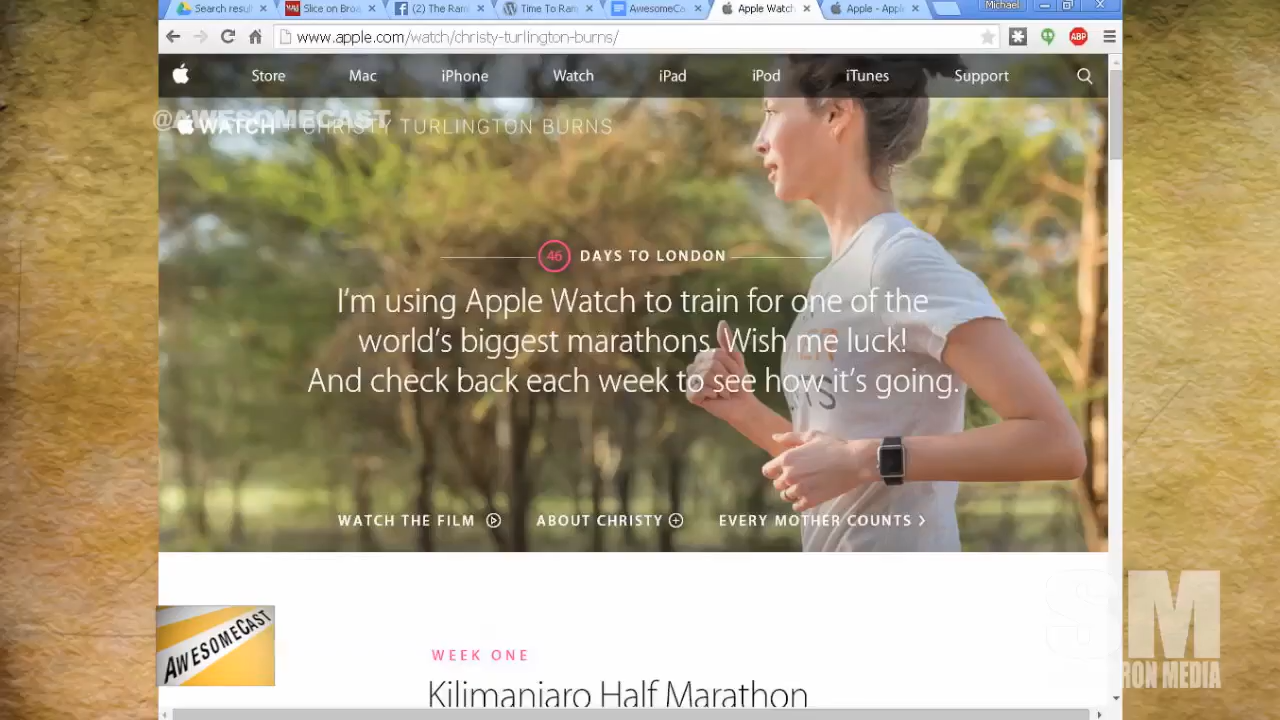 Search resul
Slice on Broa
(2) The Ram
Time To Ram
AwesomeCa
Apple Watch
Apple - Apple
Michael
www.apple.com/watch/christy-turlington-burns/
ABP
Store Mac iPhone Watch iPad iPod iTunes Support
@AWESOMECAST
WATCH + CHRISTY TURLINGTON BURNS
46 DAYS TO LONDON
I'm using Apple Watch to train for one of the
world's biggest marathons. Wish me luck!
And check back each week to see how it's going.
WATCH THE FILM ABOUT CHRISTY EVERY MOTHER COUNTS
AWESOMECAST
WEEK ONE
Kilimanjaro Half Marathon
SM
RON MEDIA